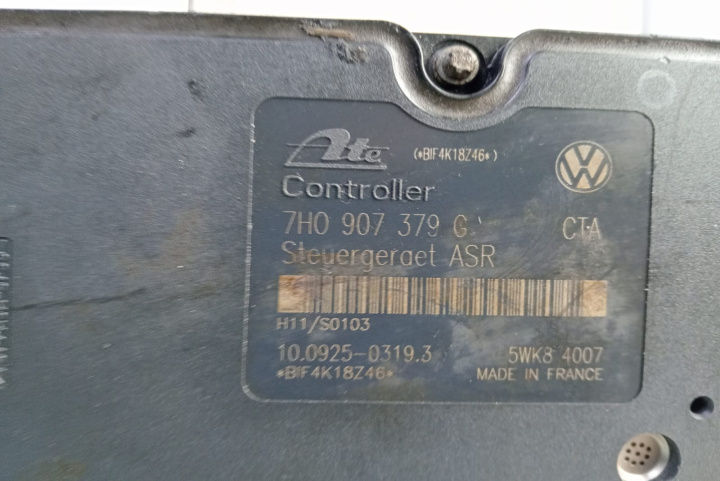 Ate (*BIF4K18Z46*)
Controller
7H0 907 379 G CTA
Steuergeraet ASR
H11/S0103
10.0925-0319.3 5WK8 4007
*BIF4K18Z46* MADE IN FRANCE